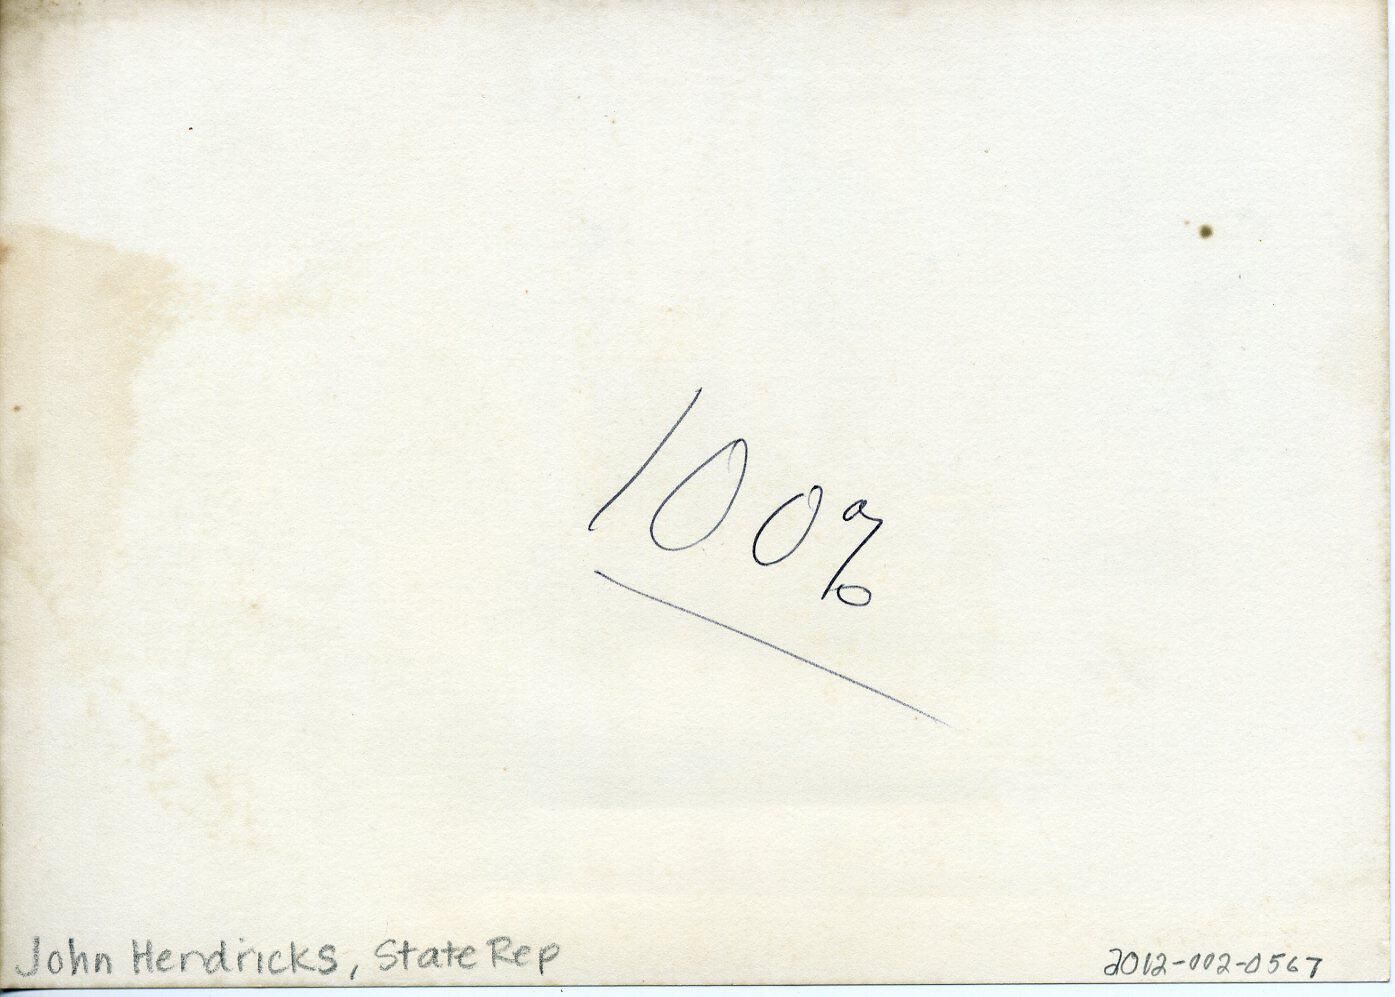 100%
John Hendricks, State Rep
2012-002-0567